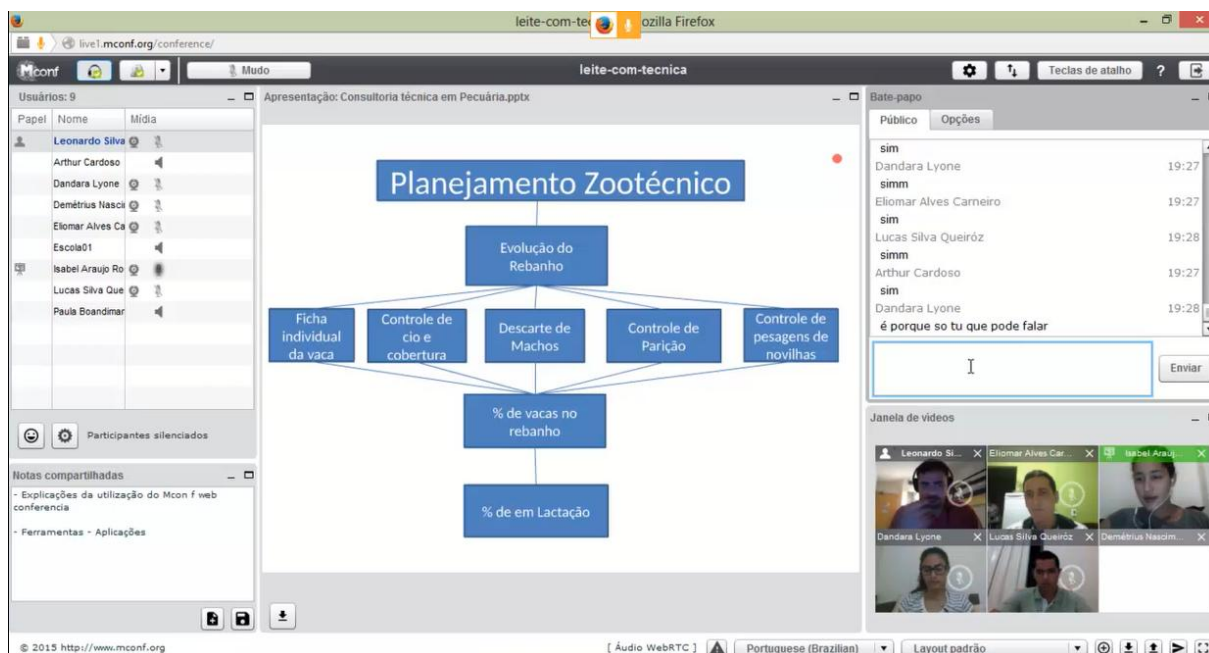 leite-com-te
ozilla Firefox
live1.mconf.org/conference/
Mconf
Mudo
leite-com-tecnica
Teclas de atalho
?
Usuários: 9
Papel Nome Mídia
Leonardo Silva
Arthur Cardoso
Dandara Lyone
Demétrius Nasci
Eliomar Alves Ca
Escola01
Isabel Araujo Ro
Lucas Silva Que
Paula Boandimar
Participantes silenciados
Notas compartilhadas
- Explicações da utilização do Mcon f web
conferencia
- Ferramentas - Aplicações
Apresentação: Consultoria técnica em Pecuária.pptx
Planejamento Zootécnico
Evolução do
Rebanho
Ficha
individual
da vaca
Controle de
cio e
cobertura
Descarte de
Machos
Controle de
Parição
Controle de
pesagens de
novilhas
% de vacas no
rebanho
% de em Lactação
Bate-papo
Público Opções
sim
Dandara Lyone 19:27
simm
Eliomar Alves Carneiro 19:27
sim
Lucas Silva Queiróz 19:28
simm
Arthur Cardoso 19:27
sim
Dandara Lyone 19:28
é porque so tu que pode falar
Enviar
Janela de vídeos
Leonardo Si... Eliomar Alves Car... Isabel Arauj...
Dandara Lyone Lucas Silva Queiróz Demétrius Nascim...
© 2015 http://www.mconf.org
[ Áudio WebRTC ] Portuguese (Brazilian) Layout padrão